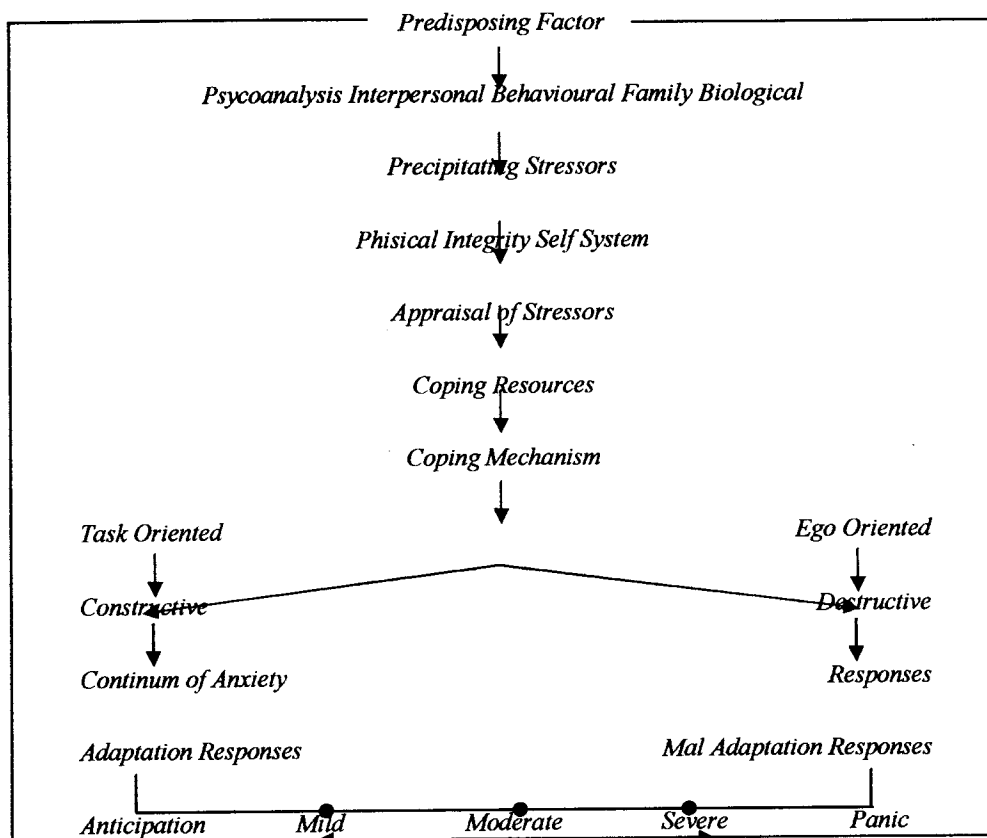 Predisposing Factor
Psycoanalysis Interpersonal Behavioural Family Biological
Precipitating Stressors
Phisical Integrity Self System
Appraisal of Stressors
Coping Resources
Coping Mechanism
Task Oriented Ego Oriented
Constructive Destructive
Continum of Anxiety Responses
Adaptation Responses Mal Adaptation Responses
Anticipation Mild Moderate Severe Panic